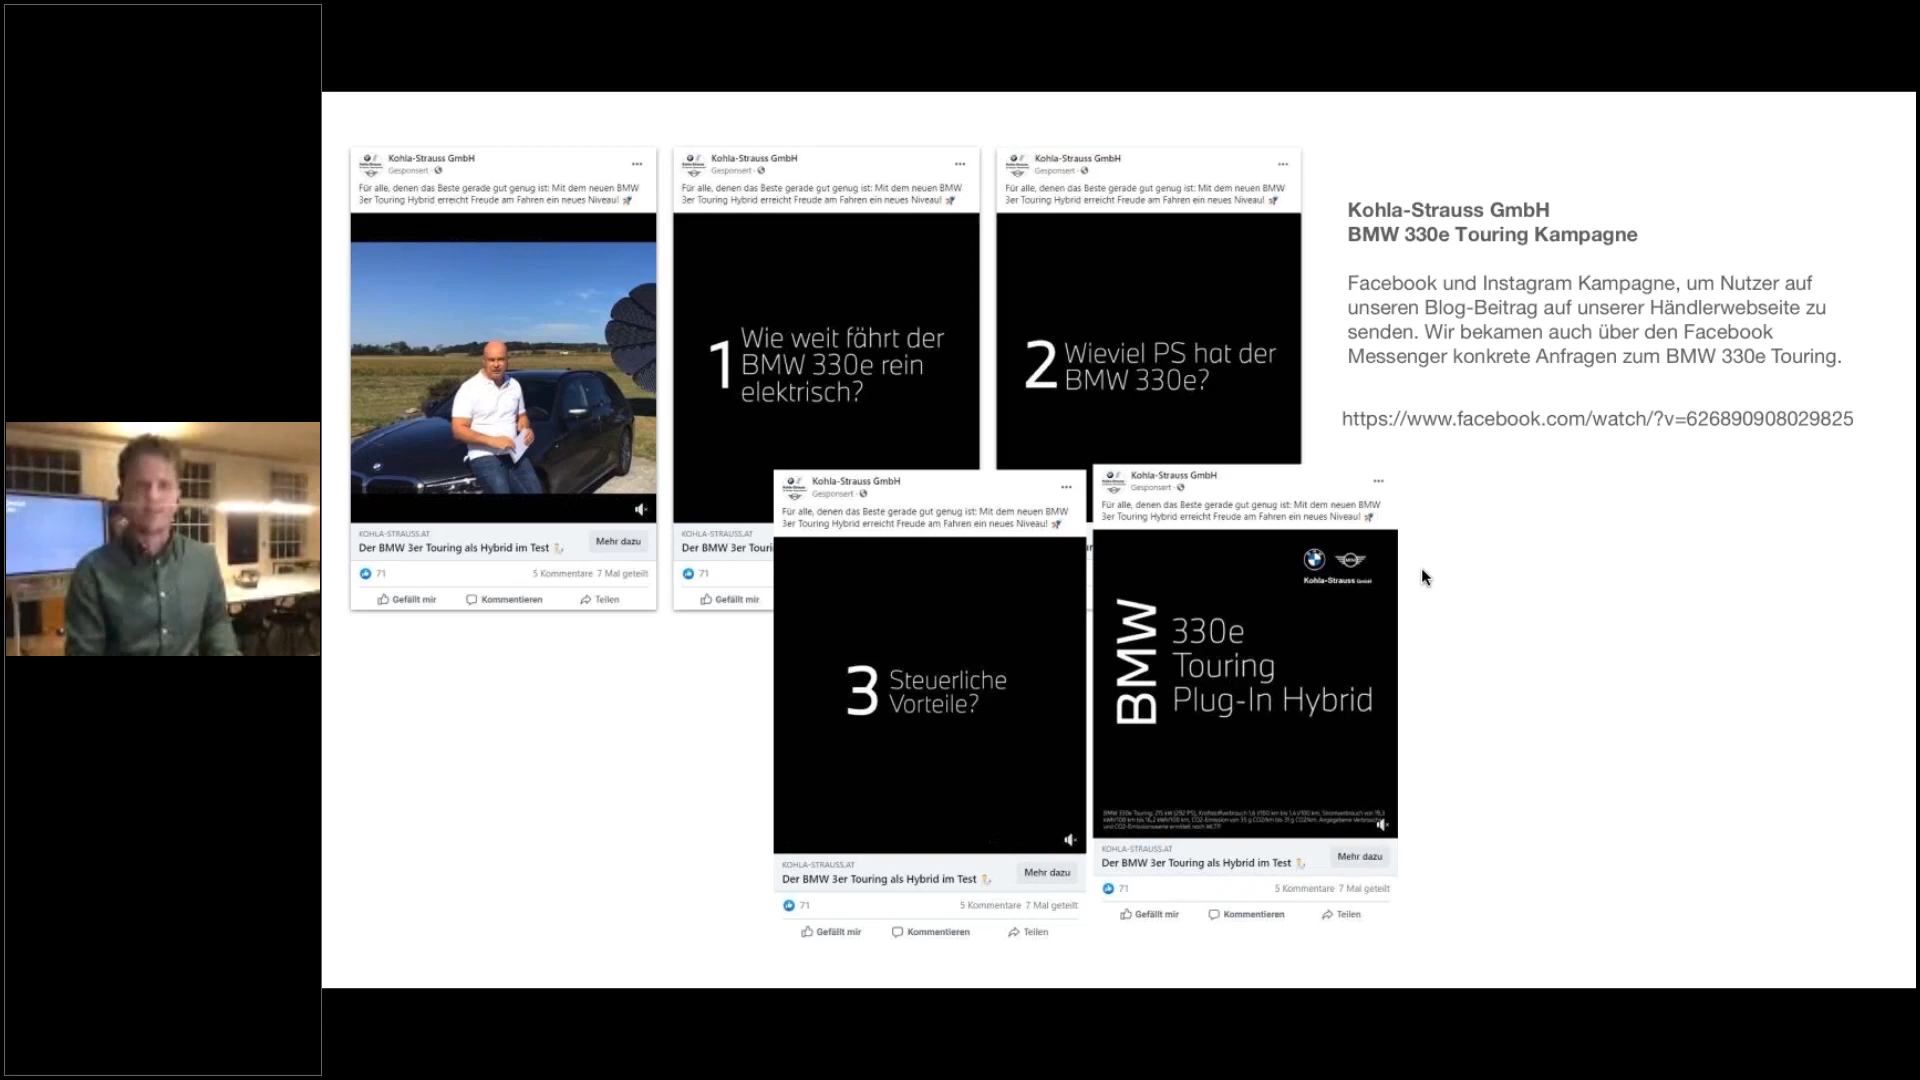 Kohla-Strauss GmbH
Gesponsert ·
Für alle, denen das Beste gerade gut genug ist: Mit dem neuen BMW
3er Touring Hybrid erreicht Freude am Fahren ein neues Niveau! 🚀
KOHLA-STRAUSS.AT
Der BMW 3er Touring als Hybrid im Test
Mehr dazu
71
5 Kommentare 7 Mal geteilt
Gefällt mir
Kommentieren
Teilen
Kohla-Strauss GmbH
Gesponsert ·
Für alle, denen das Beste gerade gut genug ist: Mit dem neuen BMW
3er Touring Hybrid erreicht Freude am Fahren ein neues Niveau! 🚀
1 Wie weit fährt der
BMW 330e rein
elektrisch?
Der BMW 3er Touri
71
Gefällt mir
Kohla-Strauss GmbH
Gesponsert ·
Für alle, denen das Beste gerade gut genug ist: Mit dem neuen BMW
3er Touring Hybrid erreicht Freude am Fahren ein neues Niveau! 🚀
2 Wieviel PS hat der
BMW 330e?
Kohla-Strauss GmbH
Gesponsert ·
Für alle, denen das Beste gerade gut genug ist: Mit dem neuen BMW
3er Touring Hybrid erreicht Freude am Fahren ein neues Niveau! 🚀
3 Steuerliche
Vorteile?
KOHLA-STRAUSS.AT
Der BMW 3er Touring als Hybrid im Test
Mehr dazu
71
5 Kommentare 7 Mal geteilt
Gefällt mir
Kommentieren
Teilen
Kohla-Strauss GmbH
Gesponsert ·
Für alle, denen das Beste gerade gut genug ist: Mit dem neuen BMW
3er Touring Hybrid erreicht Freude am Fahren ein neues Niveau! 🚀
Kohla-Strauss GmbH
BMW
330e
Touring
Plug-In Hybrid
KOHLA-STRAUSS.AT
Der BMW 3er Touring als Hybrid im Test
Mehr dazu
71
5 Kommentare 7 Mal geteilt
Gefällt mir
Kommentieren
Teilen
Kohla-Strauss GmbH
BMW 330e Touring Kampagne
Facebook und Instagram Kampagne, um Nutzer auf
unseren Blog-Beitrag auf unserer Händlerwebseite zu
senden. Wir bekamen auch über den Facebook
Messenger konkrete Anfragen zum BMW 330e Touring.
https://www.facebook.com/watch/?v=626890908029825